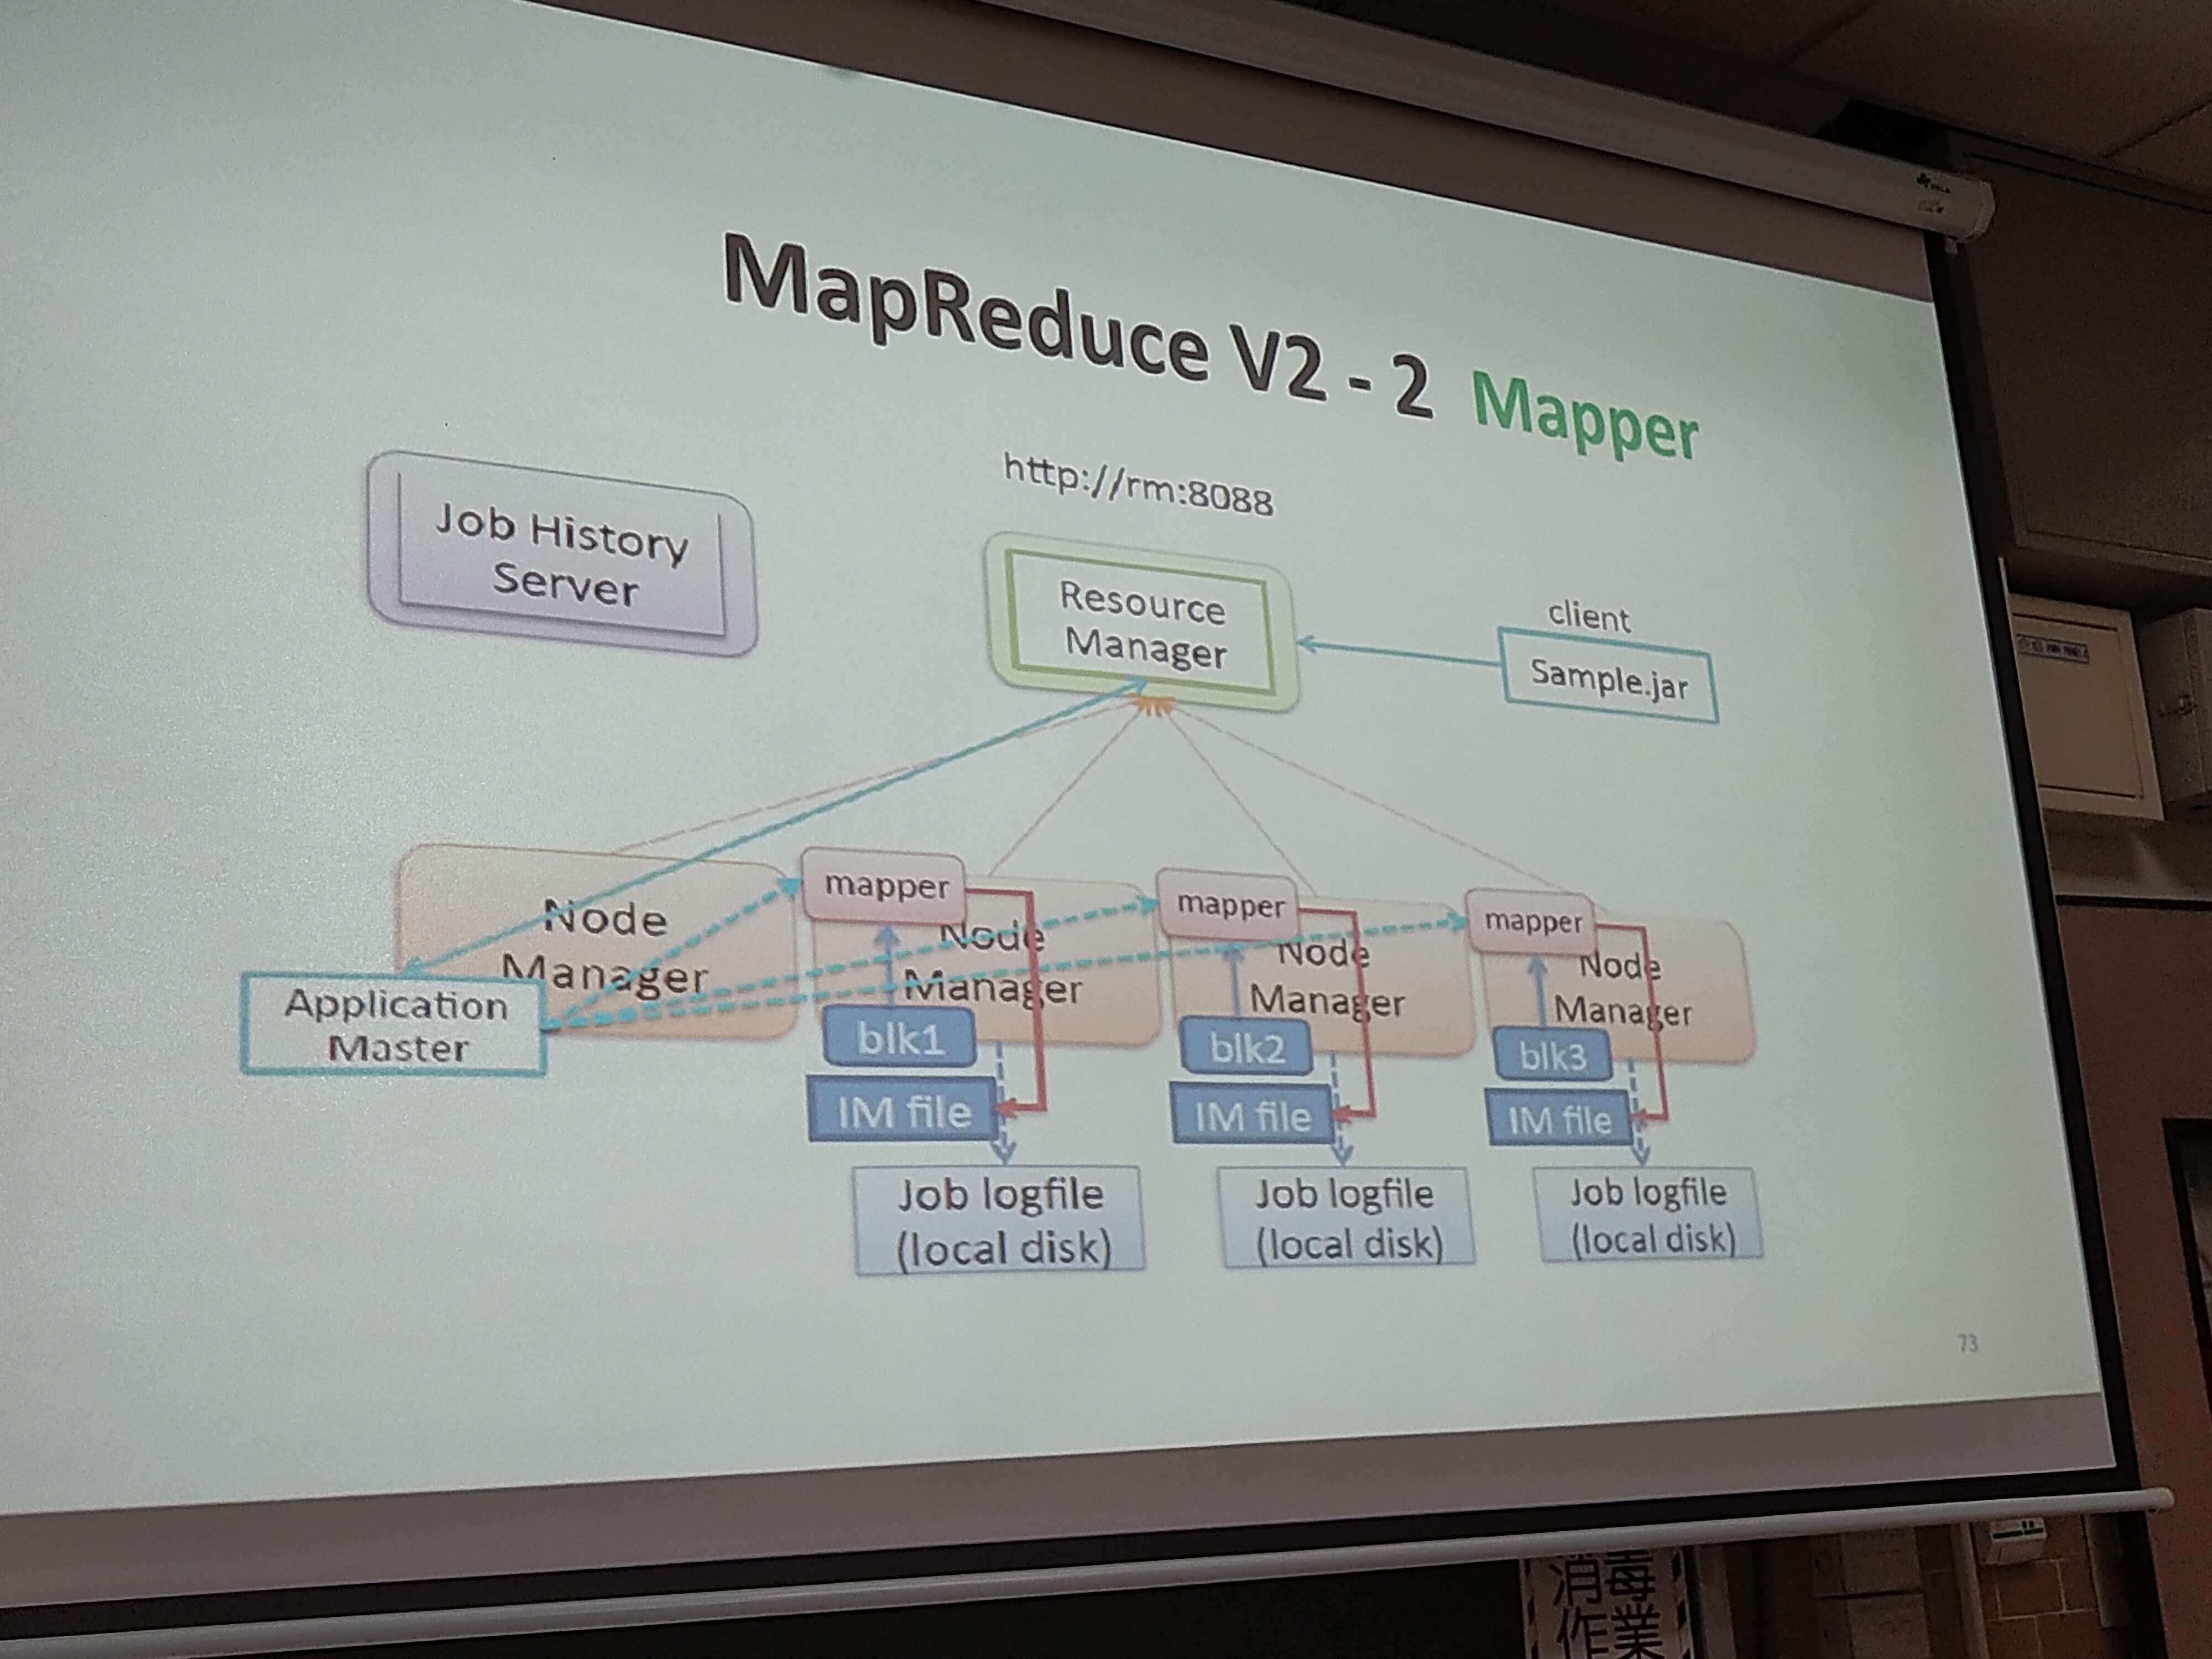 MapReduce V2 - 2 Mapper
http://rm:8088
Job History
Server
Resource
Manager
client
Sample.jar
Node
Manager
Application
Master
mapper
Node
Manager
blk1
IM file
Job logfile
(local disk)
mapper
Node
Manager
blk2
IM file
Job logfile
(local disk)
mapper
Node
Manager
blk3
IM file
Job logfile
(local disk)
73
消毒
作業